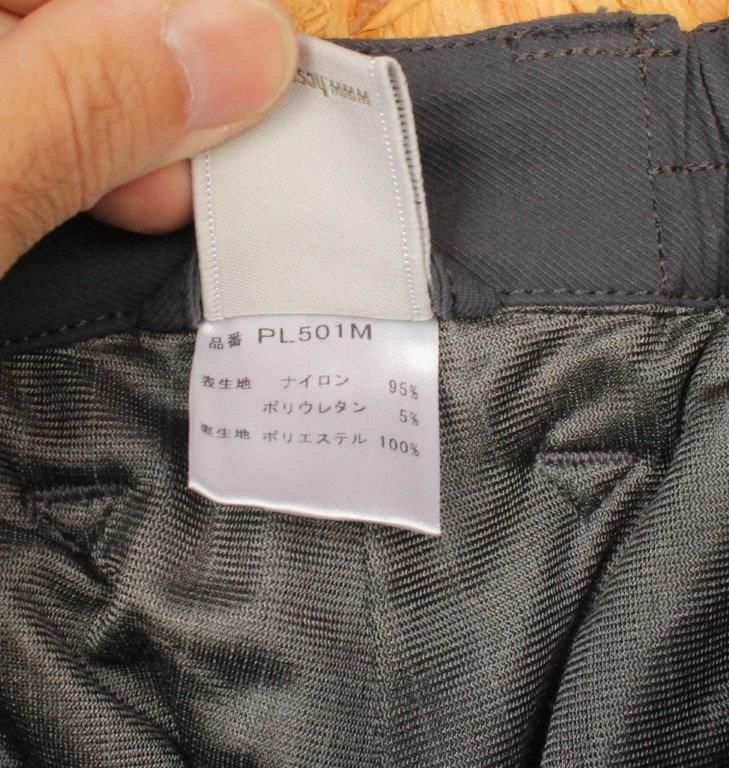 品番 PL501M
表生地 ナイロン 95%
ポリウレタン 5%
裏生地 ポリエステル 100%